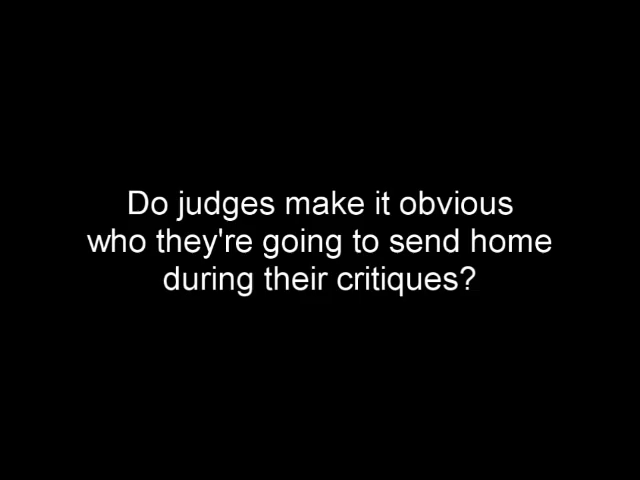 Do judges make it obvious
who they're going to send home
during their critiques?